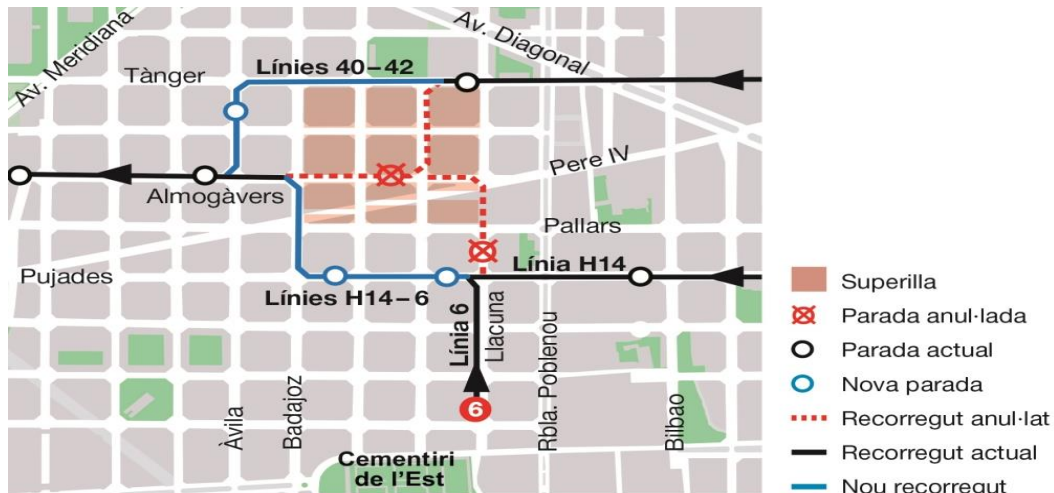 Av. Meridiana
Tànger
Línies 40–42
Av. Diagonal
Almogàvers
Pere IV
Pallars
Pujades
Línies H14–6
Línia H14
Línia 6
Llacuna
6
Àvila
Badajoz
Rbla. Poblenou
Bilbao
Cementiri
de l'Est
Superilla
Parada anul·lada
Parada actual
Nova parada
Recorregut anul·lat
Recorregut actual
Nou recorregut